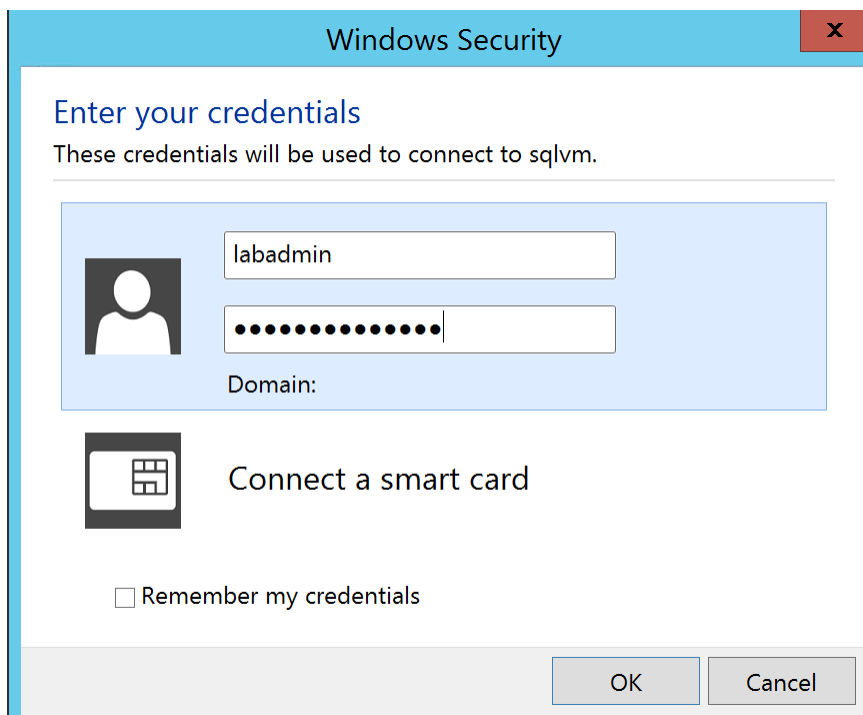 Windows Security
x
Enter your credentials
These credentials will be used to connect to sqlvm.
labadmin
●●●●●●●●●●●●●●
Domain:
Connect a smart card
Remember my credentials
OK
Cancel